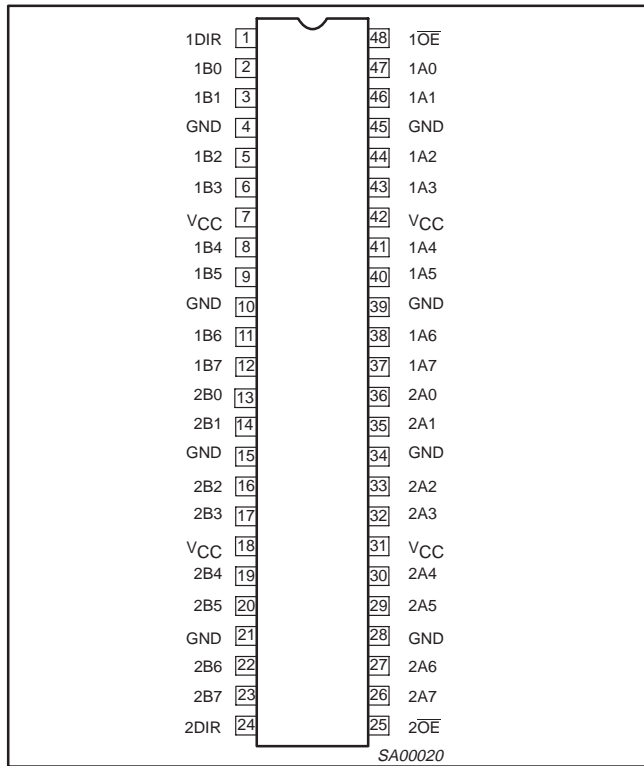 1DIR 1 48 1O̅E̅
1B0 2 47 1A0
1B1 3 46 1A1
GND 4 45 GND
1B2 5 44 1A2
1B3 6 43 1A3
VCC 7 42 VCC
1B4 8 41 1A4
1B5 9 40 1A5
GND 10 39 GND
1B6 11 38 1A6
1B7 12 37 1A7
2B0 13 36 2A0
2B1 14 35 2A1
GND 15 34 GND
2B2 16 33 2A2
2B3 17 32 2A3
VCC 18 31 VCC
2B4 19 30 2A4
2B5 20 29 2A5
GND 21 28 GND
2B6 22 27 2A6
2B7 23 26 2A7
2DIR 24 25 2O̅E̅
SA00020